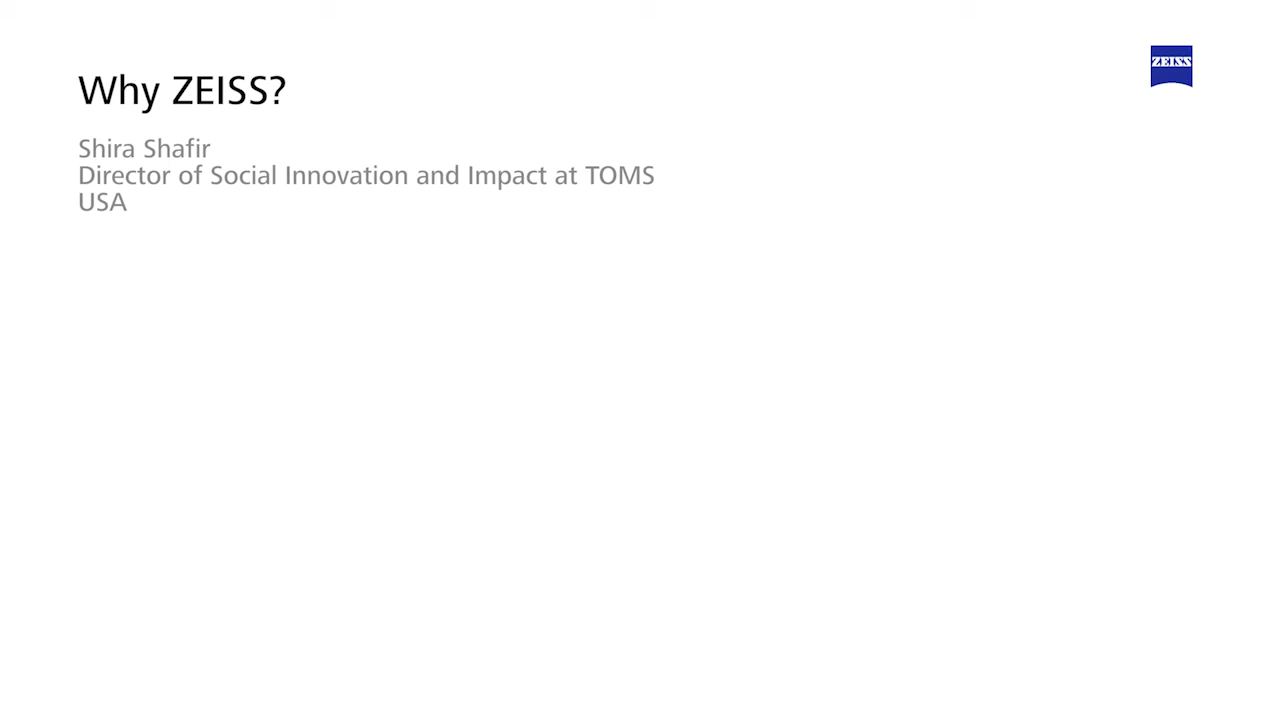 Why ZEISS?
ZEISS
Shira Shafir
Director of Social Innovation and Impact at TOMS
USA